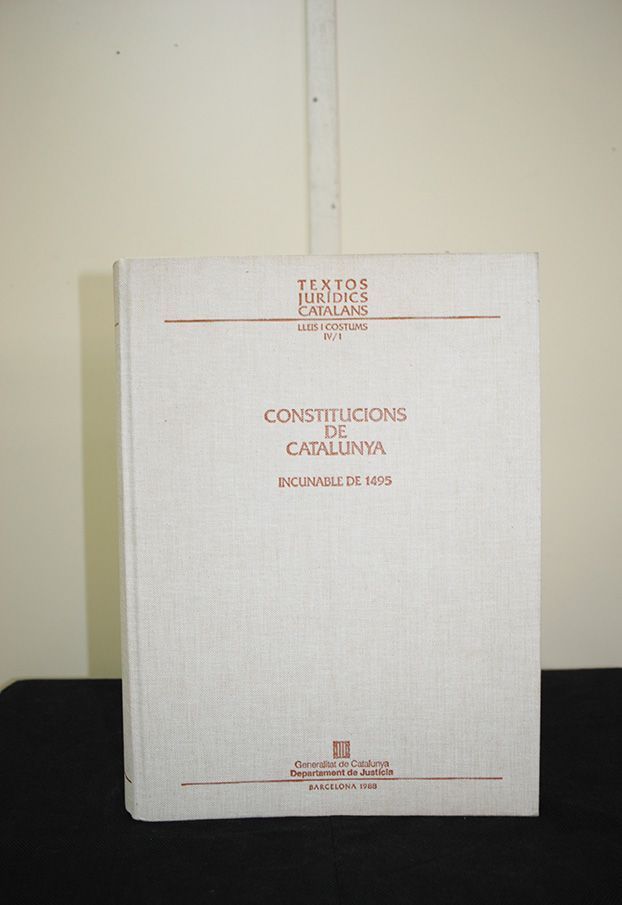 TEXTOS
JURÍDICS
CATALANS
LLEIS I COSTUMS
IV/1
CONSTITUCIONS
DE
CATALUNYA
INCUNABLE DE 1495
Generalitat de Catalunya
Departament de Justícia
BARCELONA 1988